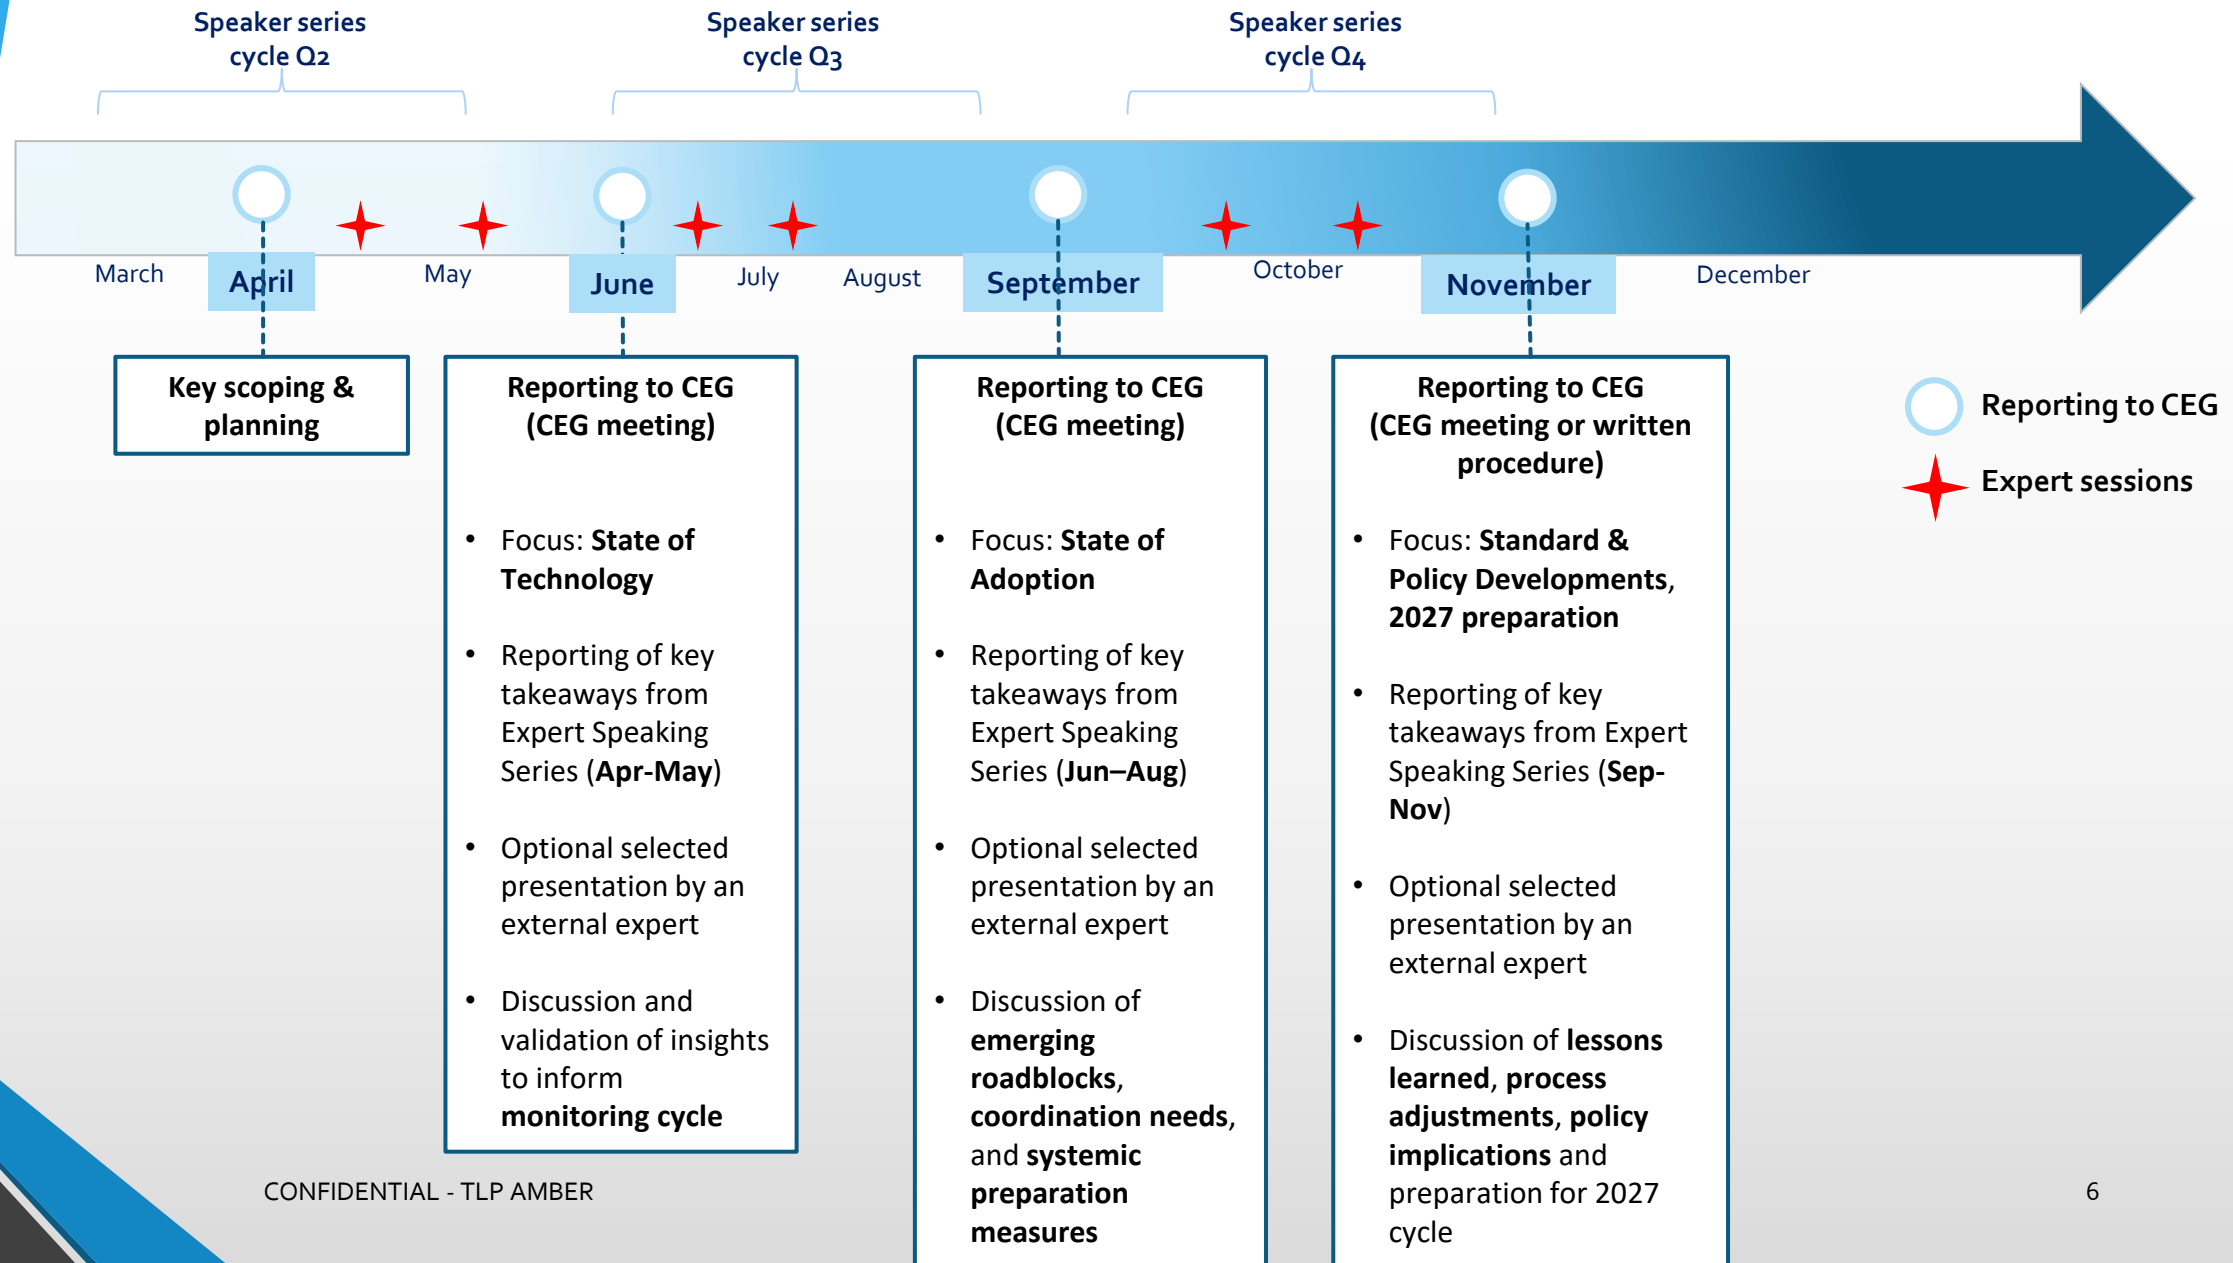 Speaker series
cycle Q2
Speaker series
cycle Q3
Speaker series
cycle Q4
March
April
May
June
July
August
September
October
November
December
Key scoping &
planning
Reporting to CEG
(CEG meeting)
• Focus: State of
Technology
• Reporting of key
takeaways from
Expert Speaking
Series (Apr-May)
• Optional selected
presentation by an
external expert
• Discussion and
validation of insights
to inform
monitoring cycle
Reporting to CEG
(CEG meeting)
• Focus: State of
Adoption
• Reporting of key
takeaways from
Expert Speaking
Series (Jun–Aug)
• Optional selected
presentation by an
external expert
• Discussion of
emerging
roadblocks,
coordination needs,
and systemic
preparation
measures
Reporting to CEG
(CEG meeting or written
procedure)
• Focus: Standard &
Policy Developments,
2027 preparation
• Reporting of key
takeaways from Expert
Speaking Series (Sep-
Nov)
• Optional selected
presentation by an
external expert
• Discussion of lessons
learned, process
adjustments, policy
implications and
preparation for 2027
cycle
Reporting to CEG
Expert sessions
CONFIDENTIAL - TLP AMBER
6